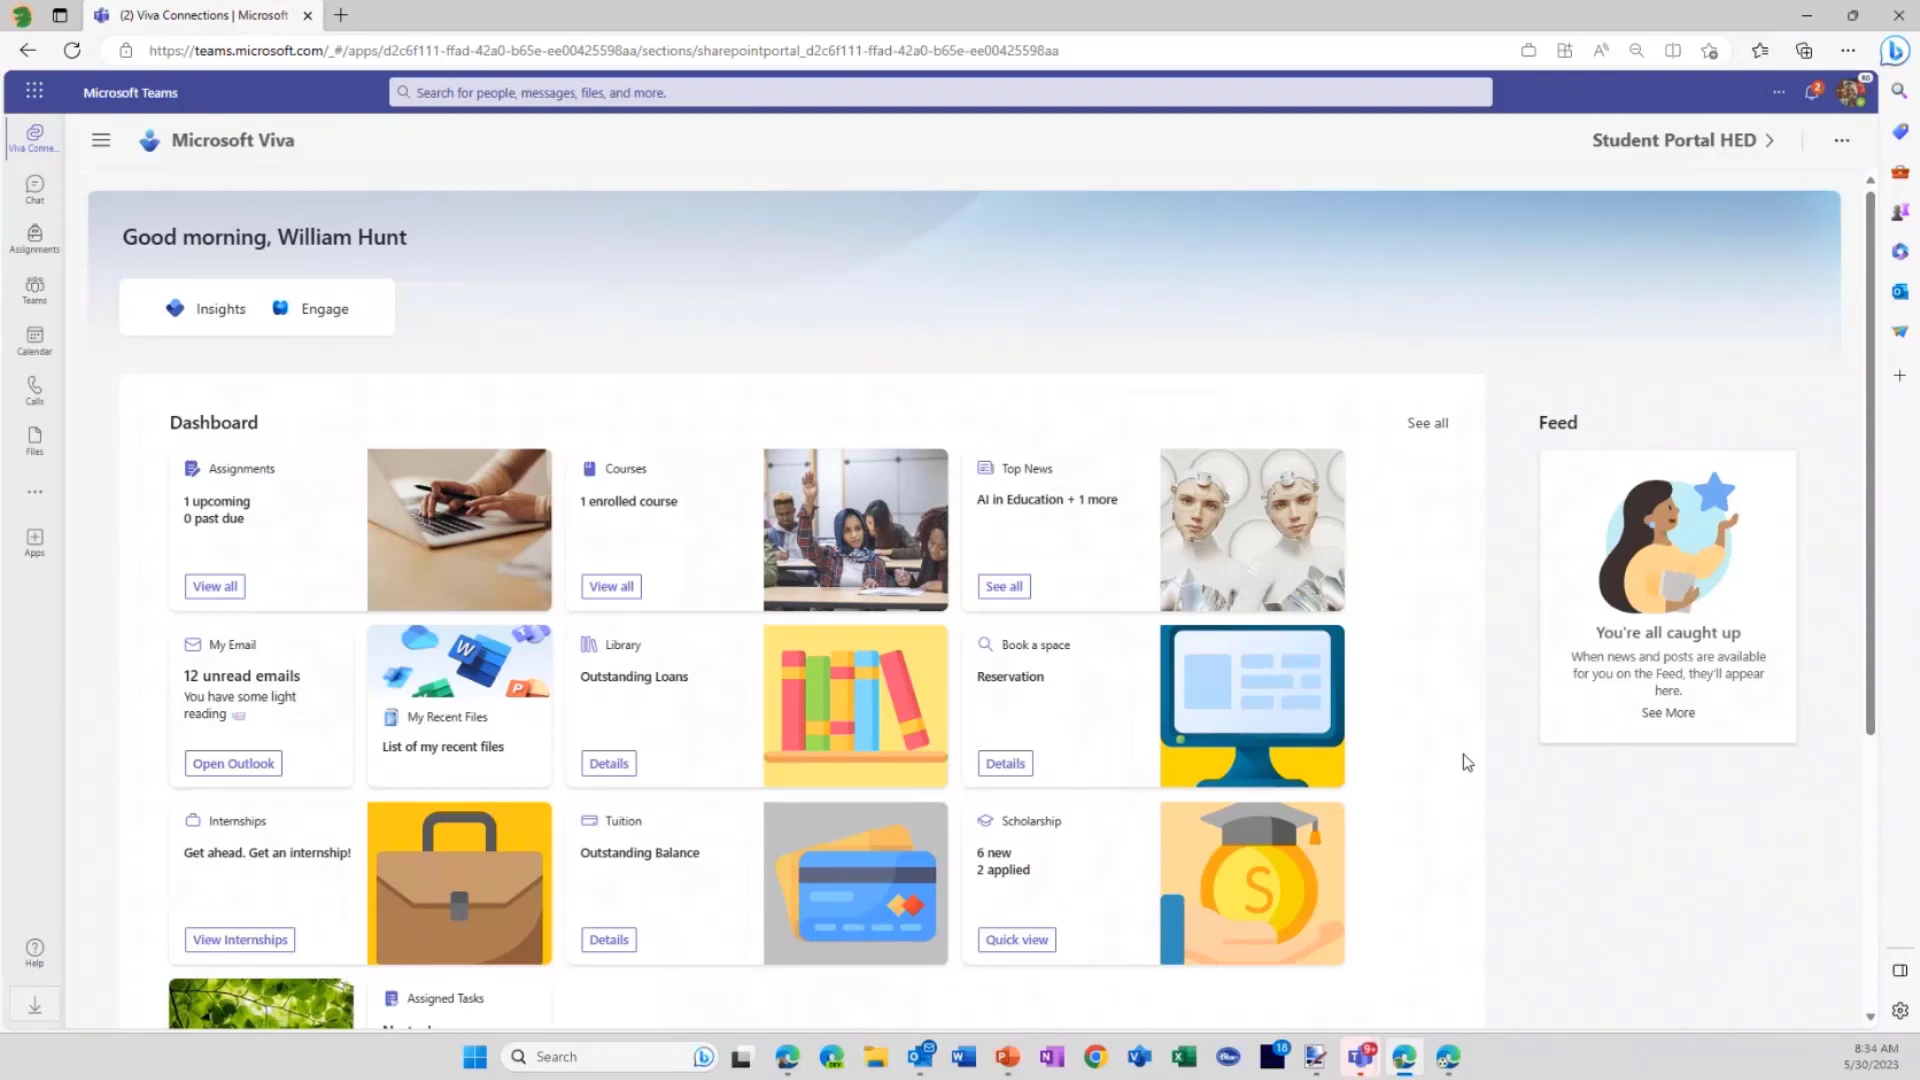 (2) Viva Connections | Microsoft
https://teams.microsoft.com/_#/apps/d2c6f111-ffad-42a0-b65e-ee00425598aa/sections/sharepointportal_d2c6f111-ffad-42a0-b65e-ee00425598aa
Microsoft Teams
Search for people, messages, files, and more.
2
Viva Conne...
Chat
Assignments
Teams
Calendar
Calls
Files
Apps
Help
Microsoft Viva
Student Portal HED
Good morning, William Hunt
Insights
Engage
Dashboard
See all
Assignments
1 upcoming
0 past due
View all
Courses
1 enrolled course
View all
Top News
AI in Education + 1 more
See all
My Email
12 unread emails
You have some light
reading
Open Outlook
My Recent Files
List of my recent files
Library
Outstanding Loans
Details
Book a space
Reservation
Details
Internships
Get ahead. Get an internship!
View Internships
Tuition
Outstanding Balance
Details
Scholarship
6 new
2 applied
Quick view
Assigned Tasks
Feed
You're all caught up
When news and posts are available
for you on the Feed, they'll appear
here.
See More
Search
18
9+
8:34 AM
5/30/2023